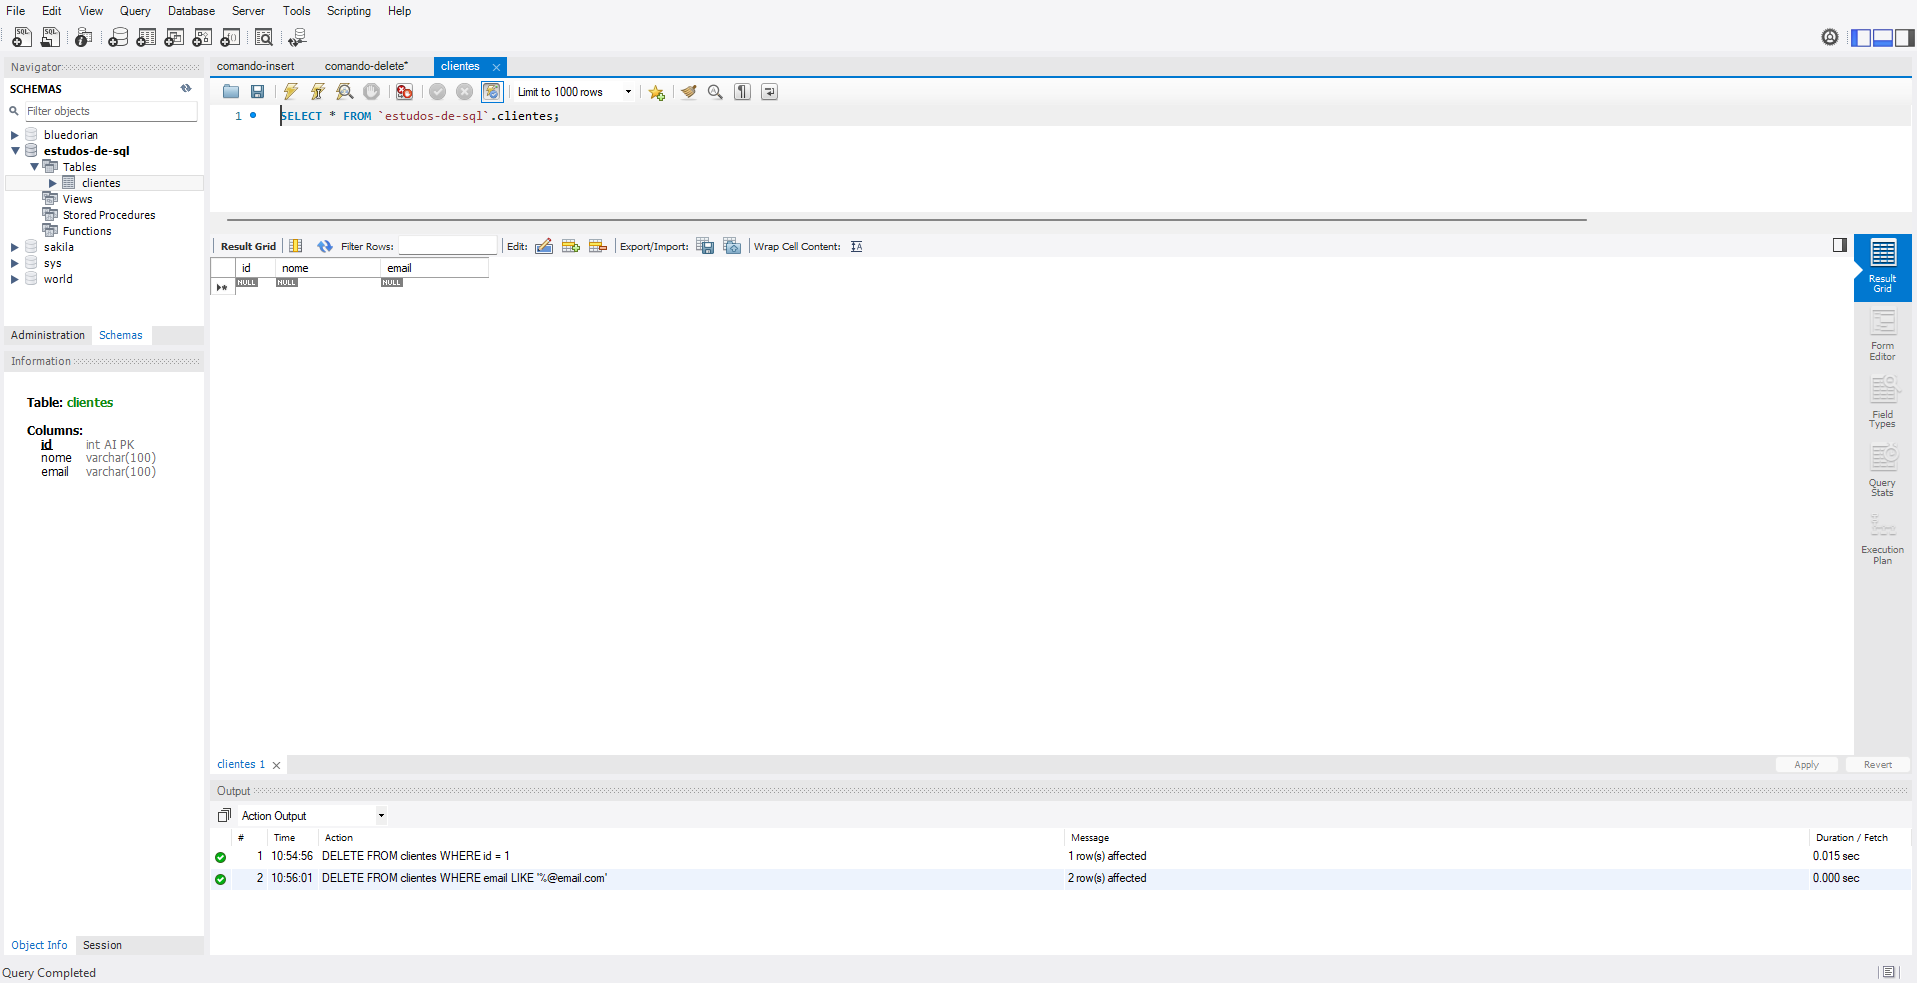 File Edit View Query Database Server Tools Scripting Help
Navigator
SCHEMAS
Filter objects
bluedorian
estudos-de-sql
Tables
clientes
Views
Stored Procedures
Functions
sakila
sys
world
Administration Schemas
Information
Table: clientes
Columns:
id int AI PK
nome varchar(100)
email varchar(100)
Object Info Session
comando-insert comando-delete* clientes
Limit to 1000 rows
1 SELECT * FROM `estudos-de-sql`.clientes;
Result Grid Filter Rows: Edit: Export/Import: Wrap Cell Content:
id nome email
NULL NULL NULL
Result
Grid
Form
Editor
Field
Types
Query
Stats
Execution
Plan
clientes 1 Apply Revert
Output
Action Output
# Time Action Message Duration / Fetch
1 10:54:56 DELETE FROM clientes WHERE id = 1 1 row(s) affected 0.015 sec
2 10:56:01 DELETE FROM clientes WHERE email LIKE '%@email.com' 2 row(s) affected 0.000 sec
Query Completed